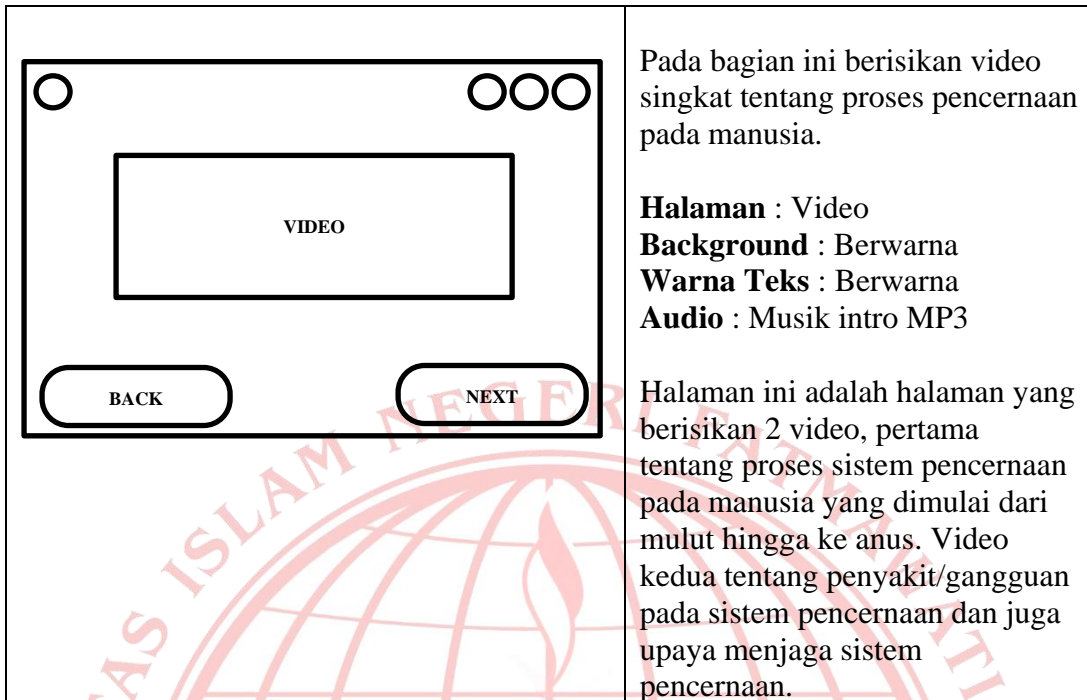 VIDEO
BACK
NEXT
Pada bagian ini berisikan video
singkat tentang proses pencernaan
pada manusia.
Halaman : Video
Background : Berwarna
Warna Teks : Berwarna
Audio : Musik intro MP3
Halaman ini adalah halaman yang
berisikan 2 video, pertama
tentang proses sistem pencernaan
pada manusia yang dimulai dari
mulut hingga ke anus. Video
kedua tentang penyakit/gangguan
pada sistem pencernaan dan juga
upaya menjaga sistem
pencernaan.
ISLAM NEGERI